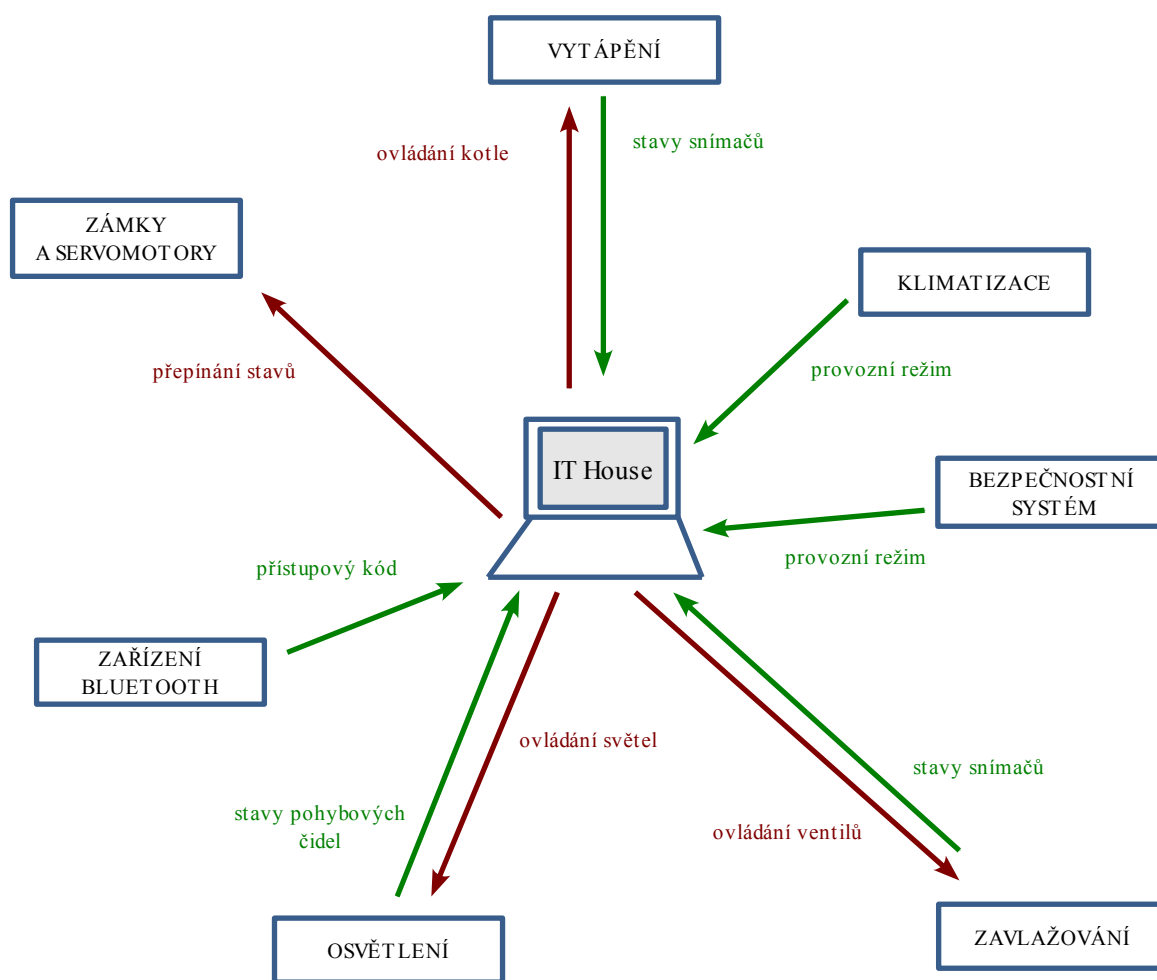 VYTÁPĚNÍ
ovládání kotle
stavy snímačů
ZÁMKY
A SERVOMOTORY
KLIMATIZACE
přepínání stavů
provozní režim
IT House
BEZPEČNOSTNÍ
SYSTÉM
provozní režim
přístupový kód
ZAŘÍZENÍ
BLUETOOTH
ovládání světel
stavy snímačů
stavy pohybových
čidel
ovládání ventilů
OSVĚTLENÍ
ZAVLAŽOVÁNÍ